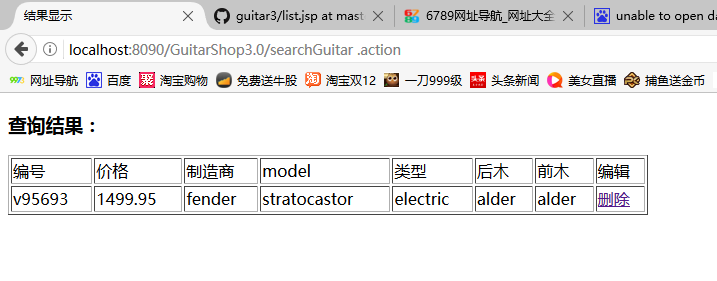 结果显示
guitar3/list.jsp at mast
6789网址导航_网址大全
unable to open da
localhost:8090/GuitarShop3.0/searchGuitar .action
网址导航 百度 淘宝购物 免费送牛股 淘宝双12 一刀999级 头条新闻 美女直播 捕鱼送金币
查询结果：
编号 价格 制造商 model 类型 后木 前木 编辑
v95693 1499.95 fender stratocastor electric alder alder 删除